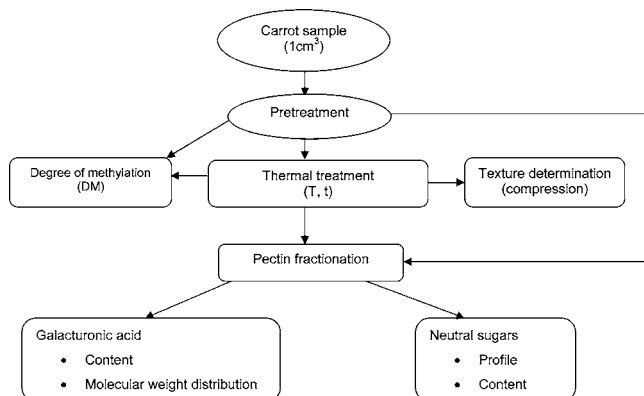 Carrot sample
(1cm³)
Pretreatment
Degree of methylation
(DM)
Thermal treatment
(T, t)
Texture determination
(compression)
Pectin fractionation
Galacturonic acid
• Content
• Molecular weight distribution
Neutral sugars
• Profile
• Content